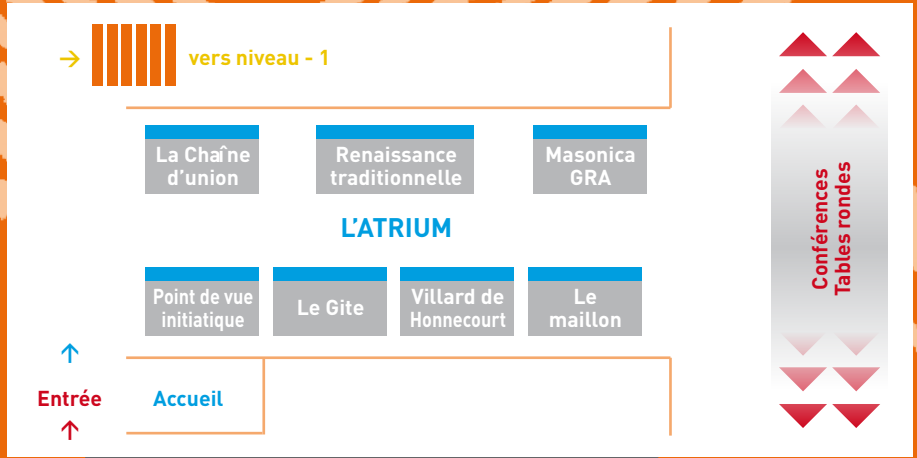 → vers niveau - 1
La Chaîne
d’union
Renaissance
traditionnelle
Masonica
GRA
L’ATRIUM
Point de vue
initiatique
Le Gite
Villard de
Honnecourt
Le
maillon
Entrée
Accueil
Conférences
Tables rondes